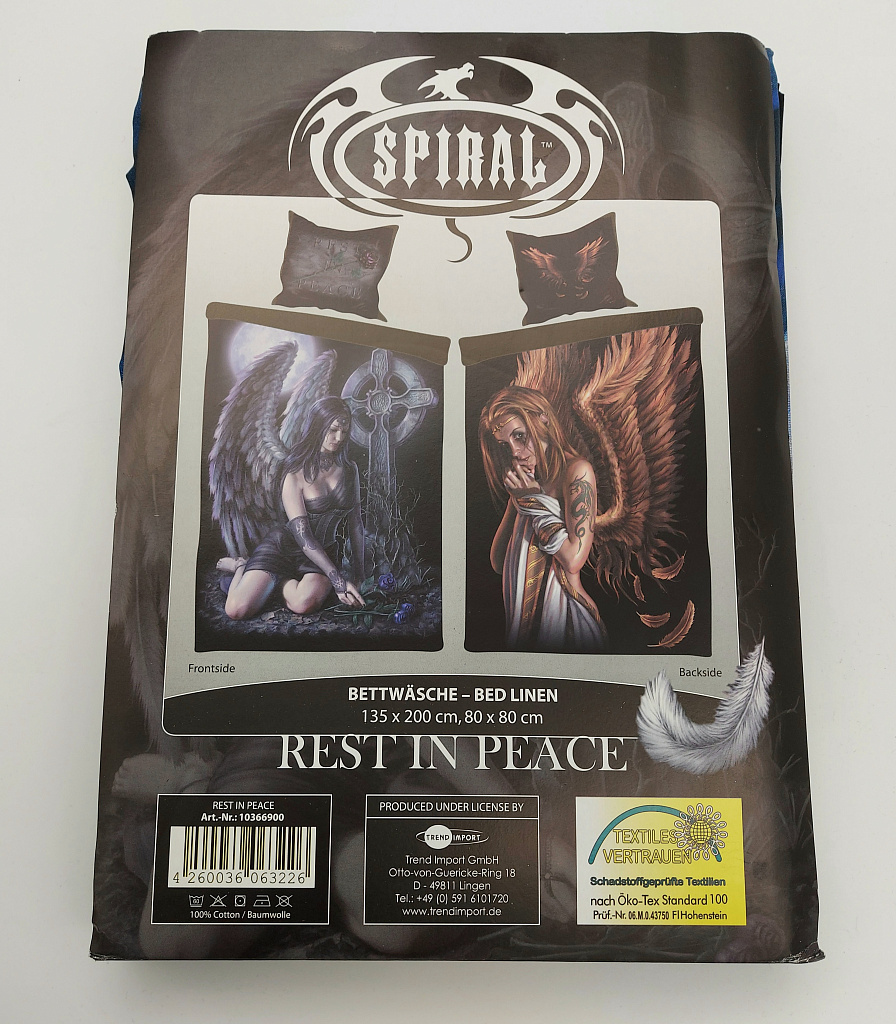 SPIRAL™
REST IN
PEACE
Frontside
Backside
BETTWÄSCHE – BED LINEN
135 x 200 cm, 80 x 80 cm
REST IN PEACE
REST IN PEACE
Art.-Nr.: 10366900
4 260036 063226
100% Cotton / Baumwolle
PRODUCED UNDER LICENSE BY
TREND IMPORT
Trend Import GmbH
Otto-von-Guericke-Ring 18
D - 49811 Lingen
Tel.: +49 (0) 591 6101720
www.trendimport.de
TEXTILES
VERTRAUEN
Schadstoffgeprüfte Textilien
nach Öko-Tex Standard 100
Prüf.-Nr. 06.M.0.43750 FI Hohenstein